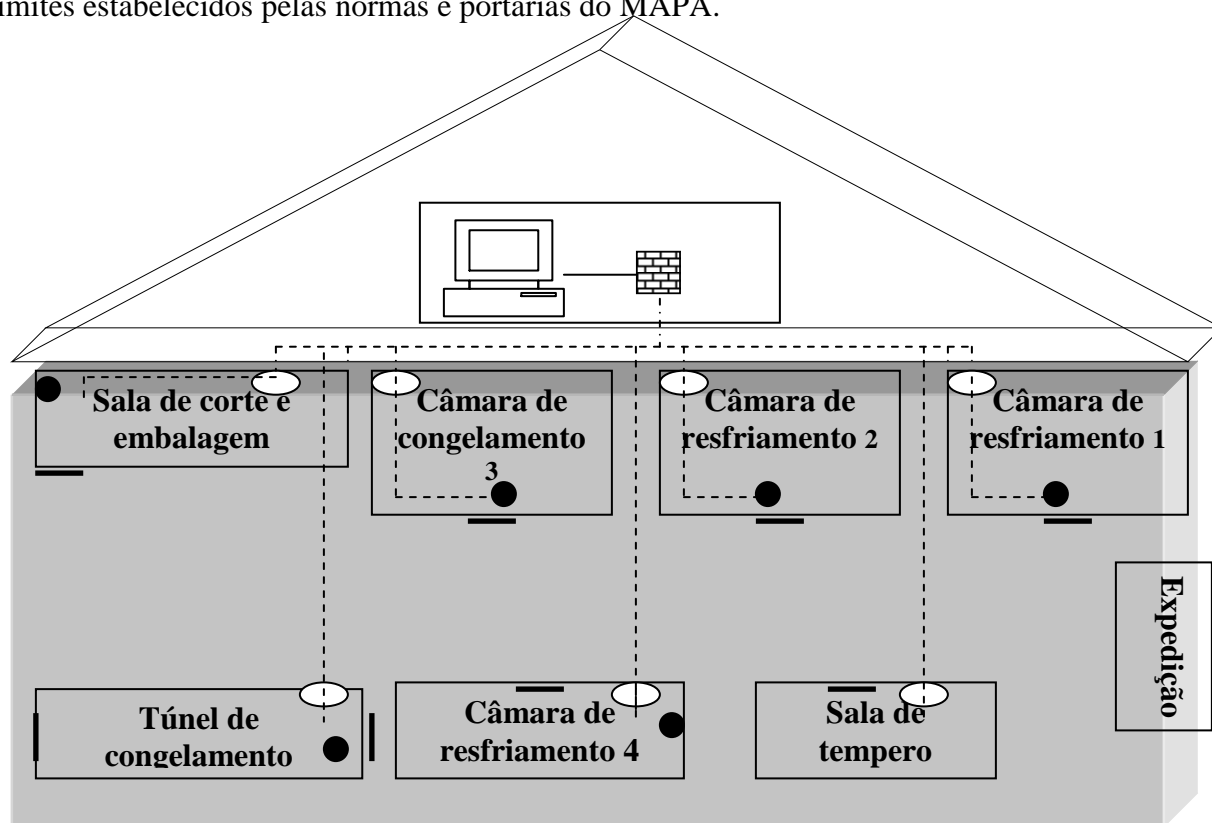 imites estabelecidos pelas normas e portarias do MAPA.
Sala de corte e
embalagem
Câmara de
congelamento
3
Câmara de
resfriamento 2
Câmara de
resfriamento 1
Expedição
Túnel de
congelamento
Câmara de
resfriamento 4
Sala de
tempero